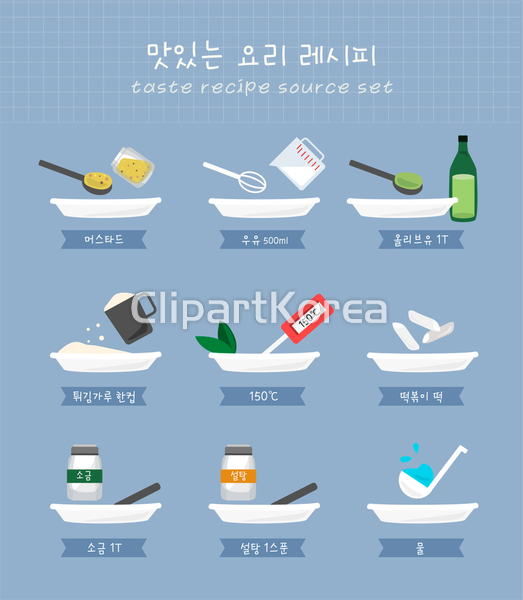 맛있는 요리 레시피
taste recipe source set
머스타드
우유 500ml
올리브유 1T
ClipartKorea
150℃
튀김가루 한컵
150℃
떡볶이 떡
소금
설탕
소금 1T
설탕 1스푼
물